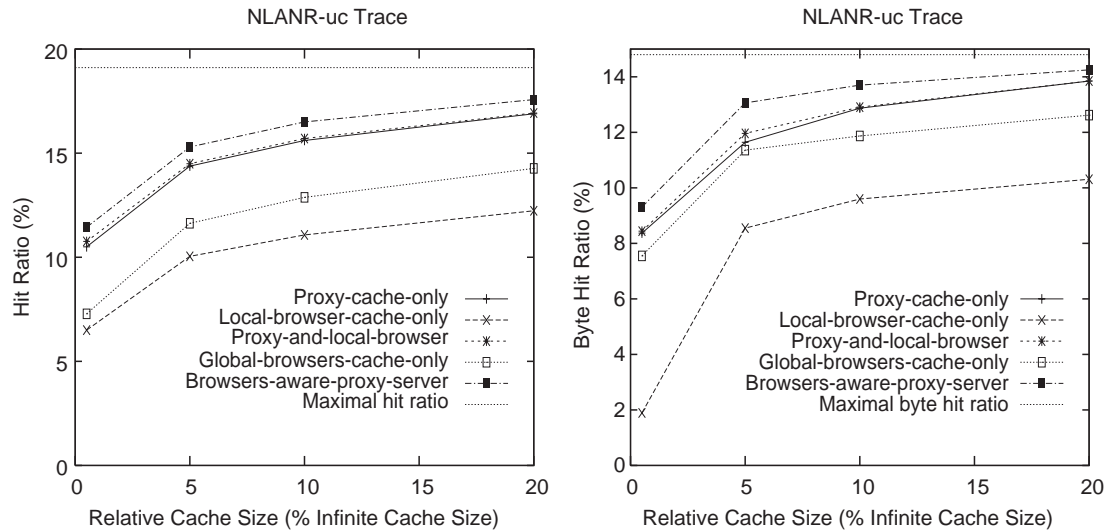 NLANR-uc Trace
20
15
10
5
0
Hit Ratio (%)
Proxy-cache-only
Local-browser-cache-only
Proxy-and-local-browser
Global-browsers-cache-only
Browsers-aware-proxy-server
Maximal hit ratio
0 5 10 15 20
Relative Cache Size (% Infinite Cache Size)
NLANR-uc Trace
14
12
10
8
6
4
2
0
Byte Hit Ratio (%)
Proxy-cache-only
Local-browser-cache-only
Proxy-and-local-browser
Global-browsers-cache-only
Browsers-aware-proxy-server
Maximal byte hit ratio
0 5 10 15 20
Relative Cache Size (% Infinite Cache Size)